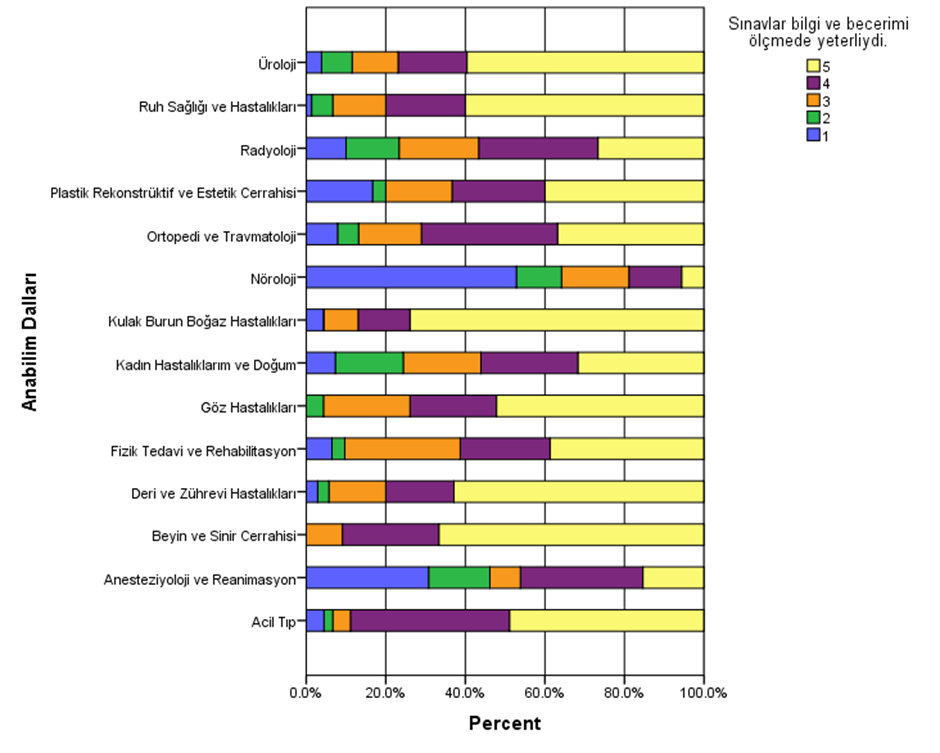 Sınavlar bilgi ve becerimi
ölçmede yeterliydi.
5
4
3
2
1
Anabilim Dalları
Üroloji
Ruh Sağlığı ve Hastalıkları
Radyoloji
Plastik Rekonstrüktif ve Estetik Cerrahisi
Ortopedi ve Travmatoloji
Nöroloji
Kulak Burun Boğaz Hastalıkları
Kadın Hastalıklarım ve Doğum
Göz Hastalıkları
Fizik Tedavi ve Rehabilitasyon
Deri ve Zührevi Hastalıkları
Beyin ve Sinir Cerrahisi
Anesteziyoloji ve Reanimasyon
Acil Tıp
0.0% 20.0% 40.0% 60.0% 80.0% 100.0%
Percent